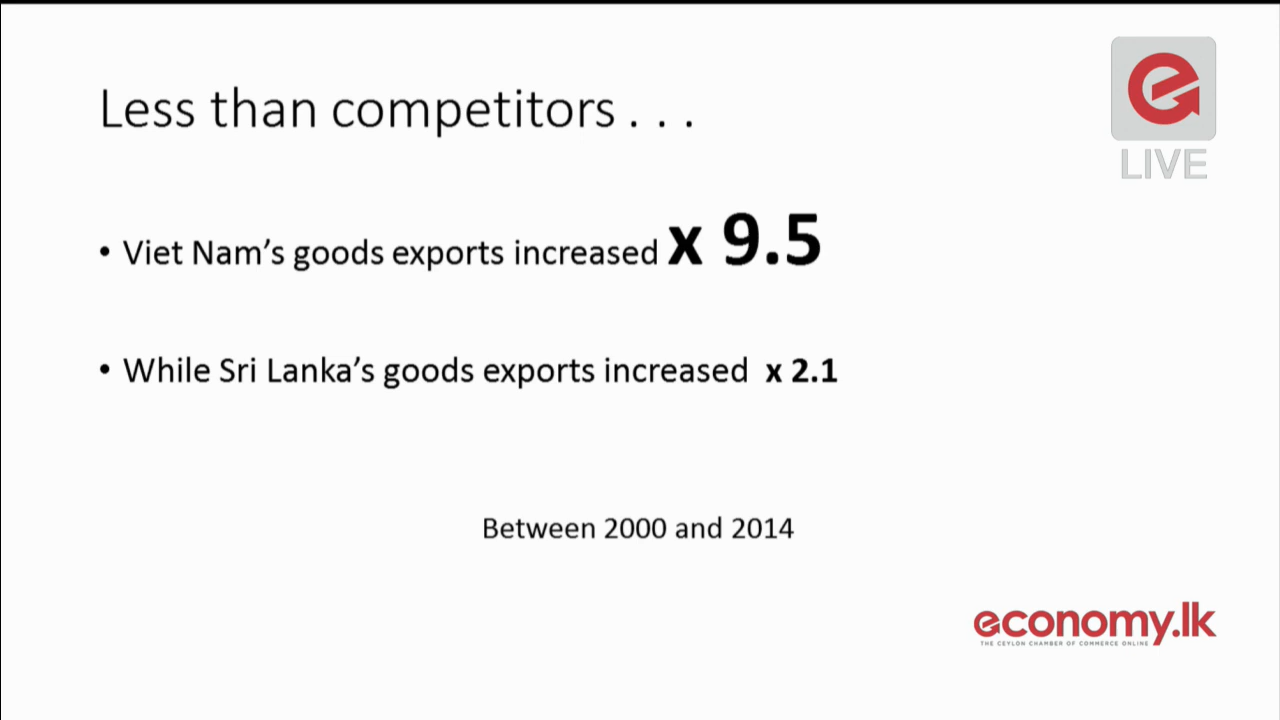 Less than competitors . . .
LIVE
• Viet Nam’s goods exports increased x 9.5
• While Sri Lanka’s goods exports increased x 2.1
Between 2000 and 2014
economy.lk
THE CEYLON CHAMBER OF COMMERCE ONLINE